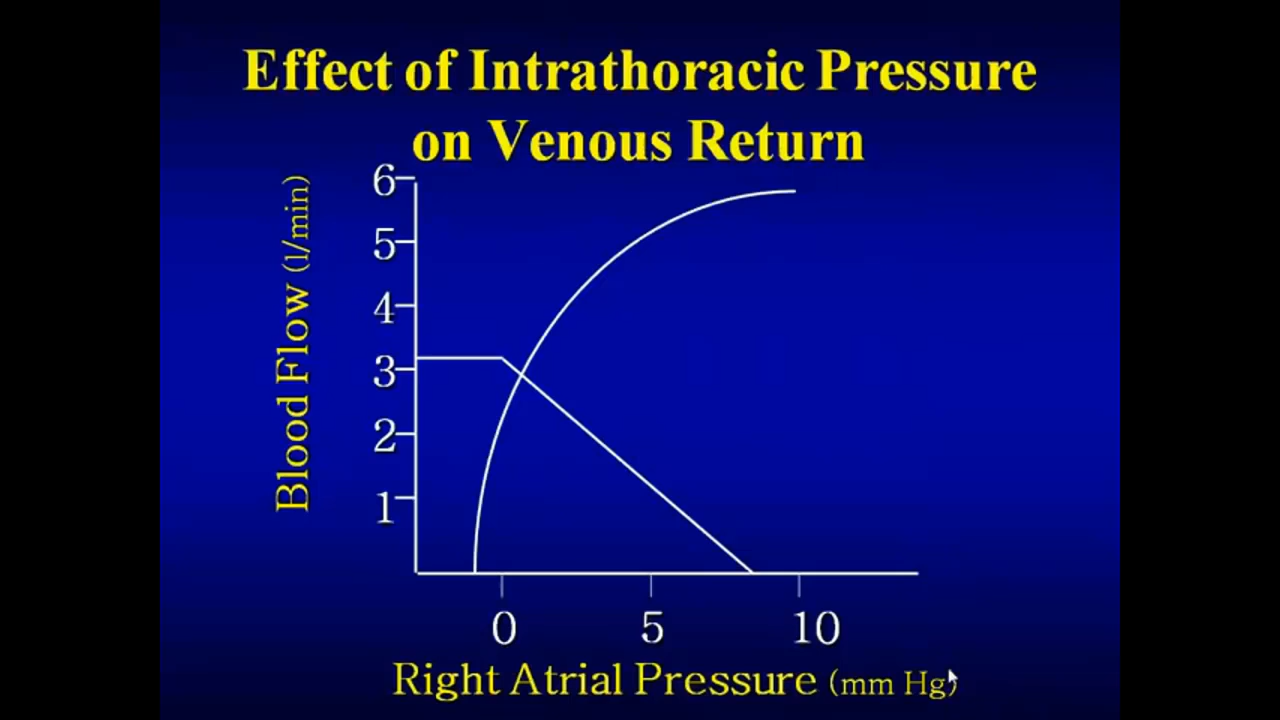 Effect of Intrathoracic Pressure
on Venous Return
Blood Flow (l/min)
6
5
4
3
2
1
0 5 10
Right Atrial Pressure (mm Hg)